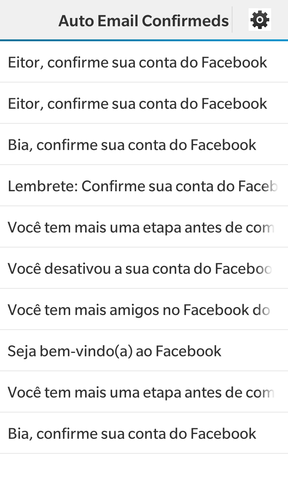 Auto Email Confirmeds
Eitor, confirme sua conta do Facebook
Eitor, confirme sua conta do Facebook
Bia, confirme sua conta do Facebook
Lembrete: Confirme sua conta do Faceb
Você tem mais uma etapa antes de com
Você desativou a sua conta do Faceboo
Você tem mais amigos no Facebook do
Seja bem-vindo(a) ao Facebook
Você tem mais uma etapa antes de com
Bia, confirme sua conta do Facebook